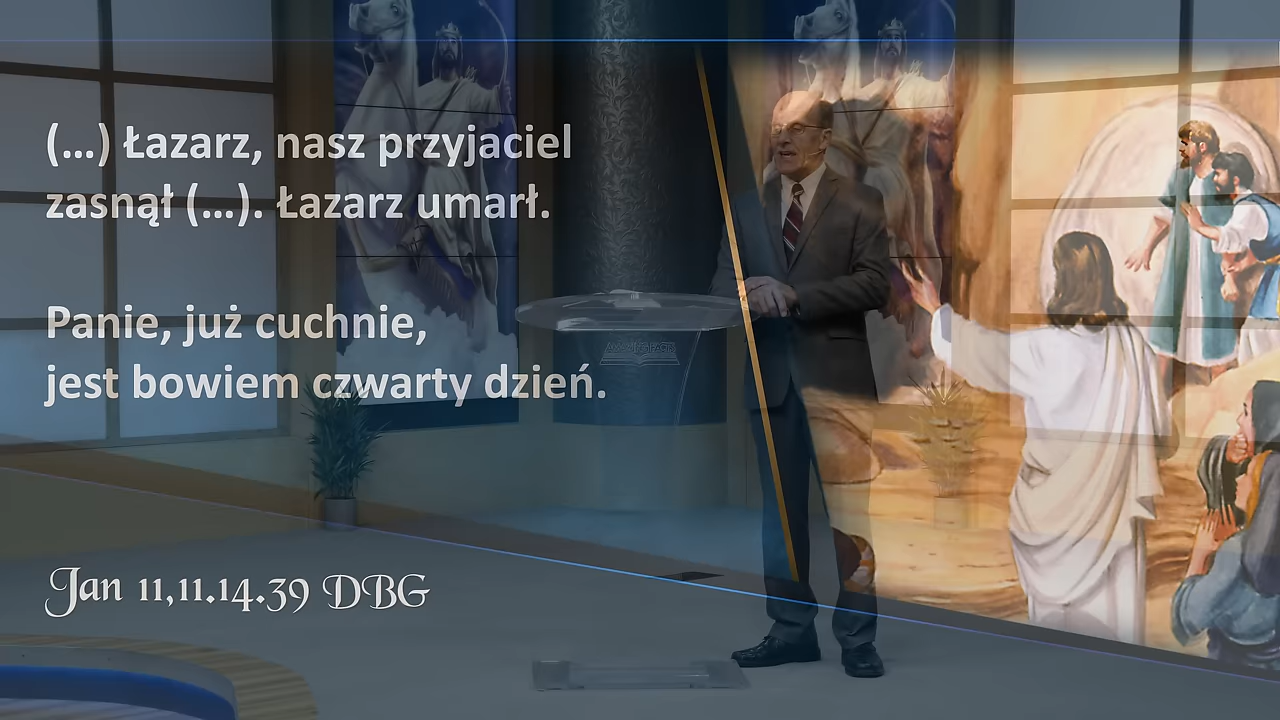 (...) Łazarz, nasz przyjaciel
zasnął (...). Łazarz umarł.
Panie, już cuchnie,
jest bowiem czwarty dzień.
Jan 11,11.14.39 DBG